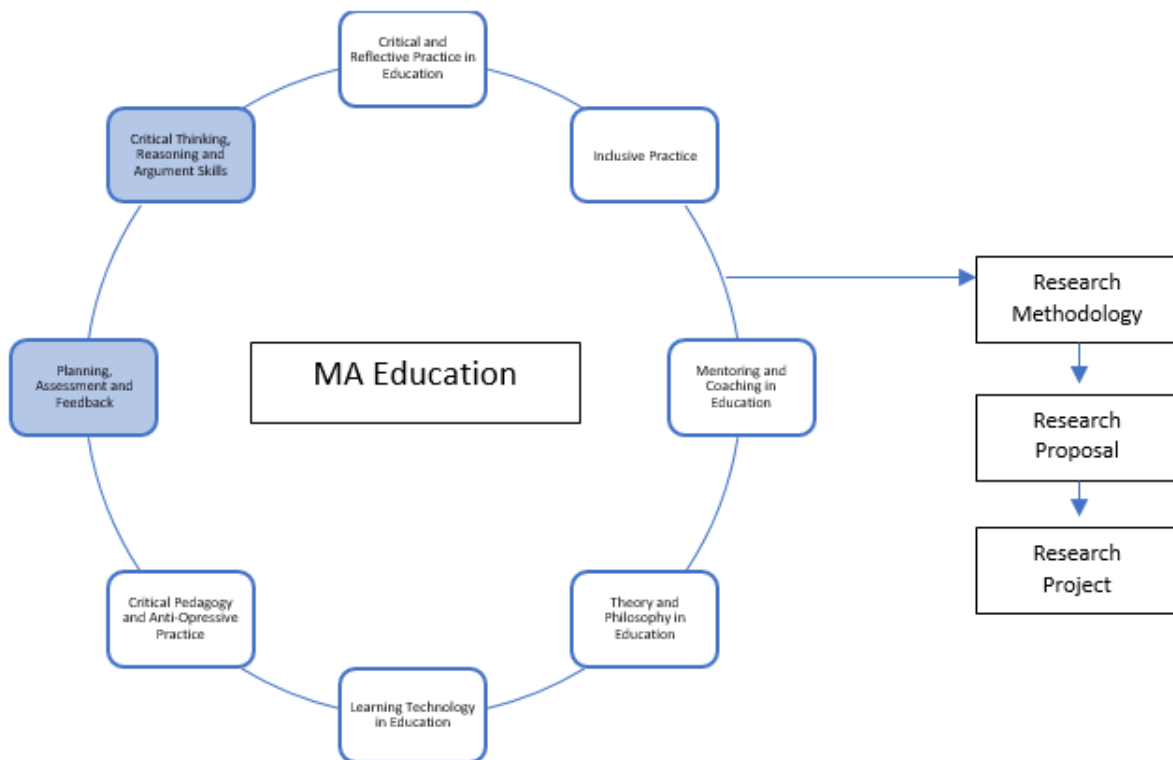 Critical and
Reflective Practice in
Education
Critical Thinking,
Reasoning and
Argument Skills
Inclusive Practice
Research
Methodology
Planning,
Assessment and
Feedback
MA Education
Mentoring and
Coaching in
Education
Research
Proposal
Research
Project
Critical Pedagogy
and Anti-Opressive
Practice
Theory and
Philosophy in
Education
Learning Technology
in Education